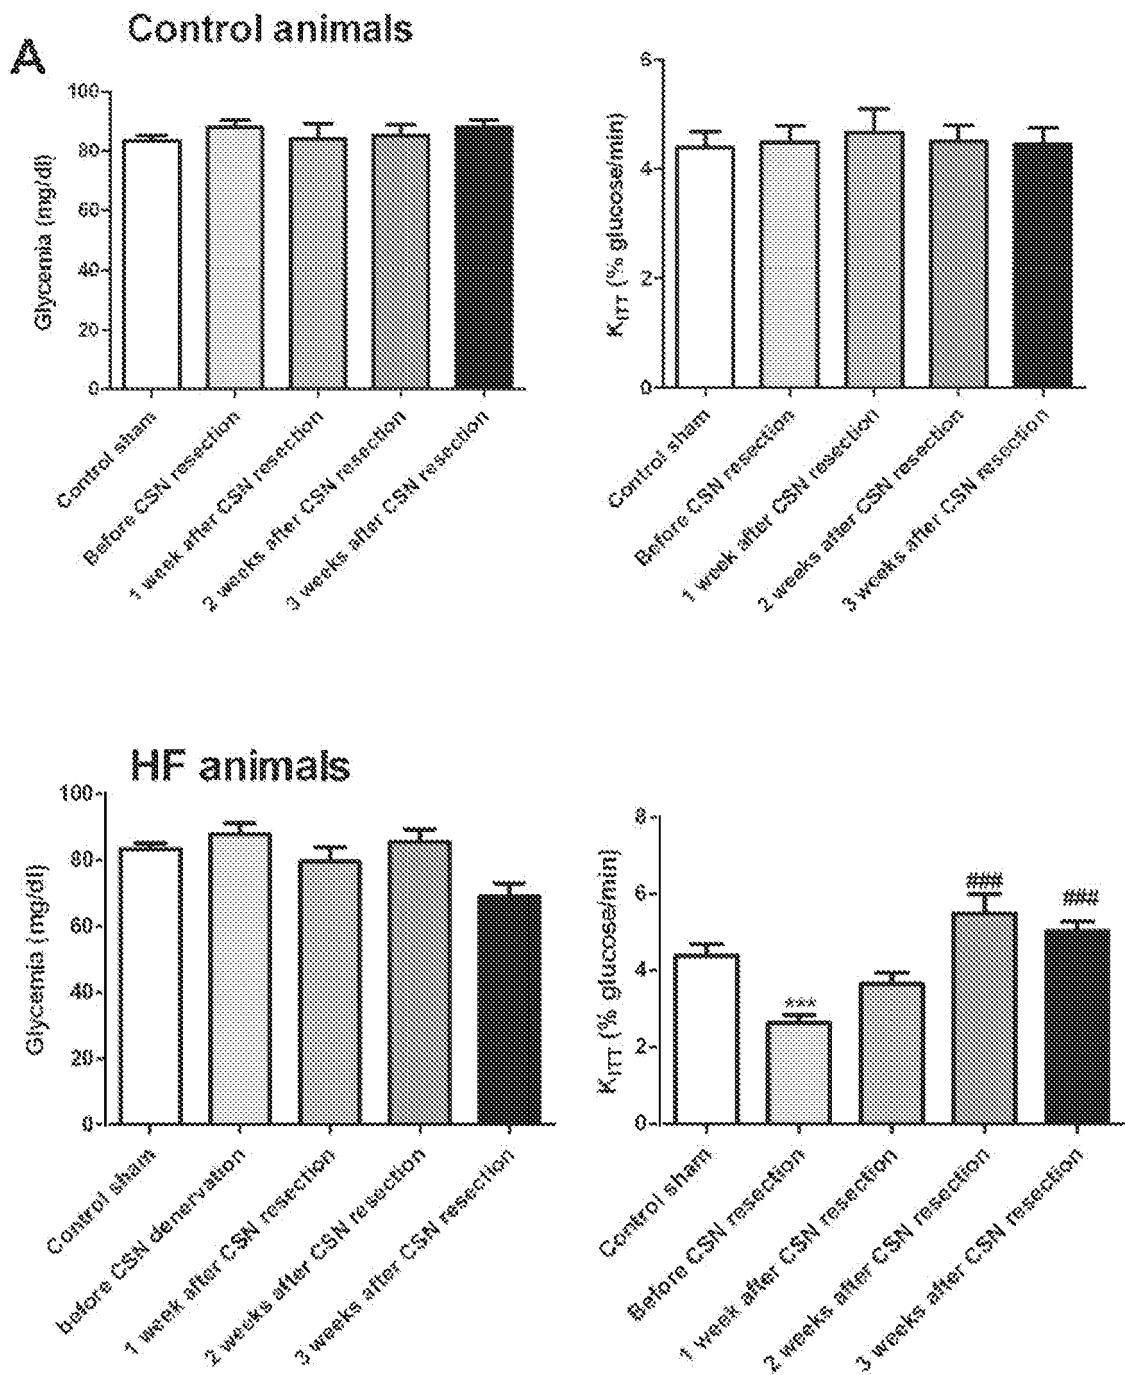 A
Control animals
Glycemia (mg/dl)
100
80
60
40
20
0
Control sham
Before CSN resection
1 week after CSN resection
2 weeks after CSN resection
3 weeks after CSN resection
K_ITT (% glucose/min)
6
4
2
0
Control sham
Before CSN resection
1 week after CSN resection
2 weeks after CSN resection
3 weeks after CSN resection
HF animals
Glycemia (mg/dl)
100
80
60
40
20
0
Control sham
before CSN denervation
1 week after CSN resection
2 weeks after CSN resection
3 weeks after CSN resection
K_ITT (% glucose/min)
8
6
4
2
0
***
###
###
Control sham
Before CSN resection
1 week after CSN resection
2 weeks after CSN resection
3 weeks after CSN resection